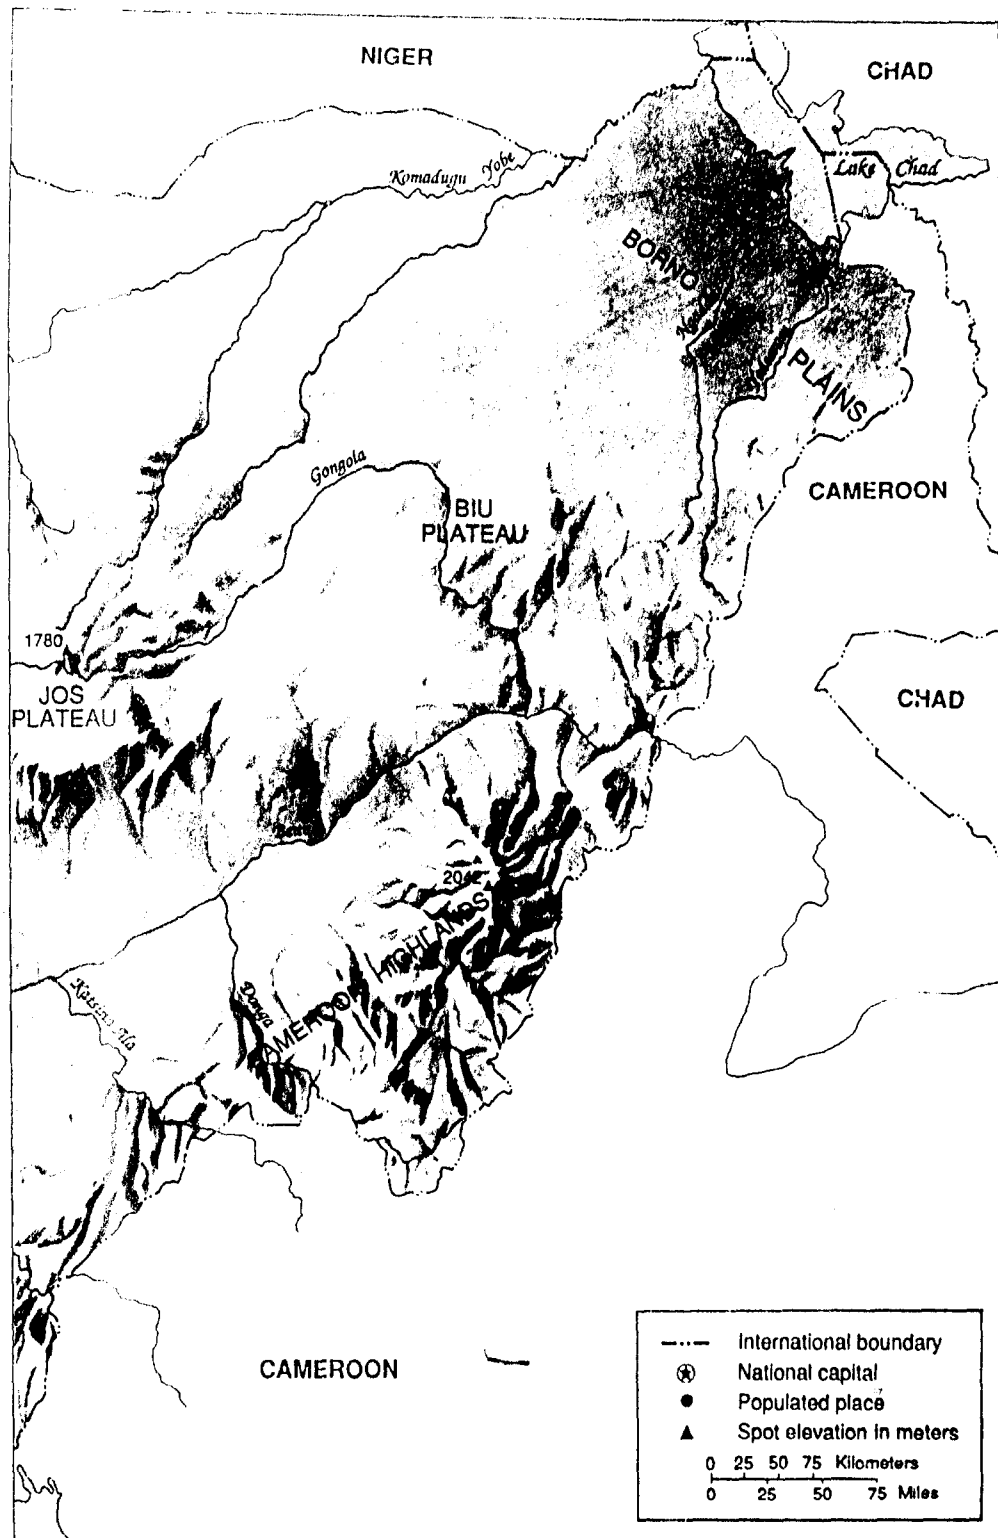 NIGER
CHAD
Komadugu Yobe
Lake Chad
BORNO
PLAINS
Gongola
CAMEROON
BIU
PLATEAU
1780
JOS
PLATEAU
CHAD
2042
CAMEROON HIGHLANDS
Donga
CAMEROON
International boundary
National capital
Populated place
Spot elevation in meters
0 25 50 75 Kilometers
0 25 50 75 Miles